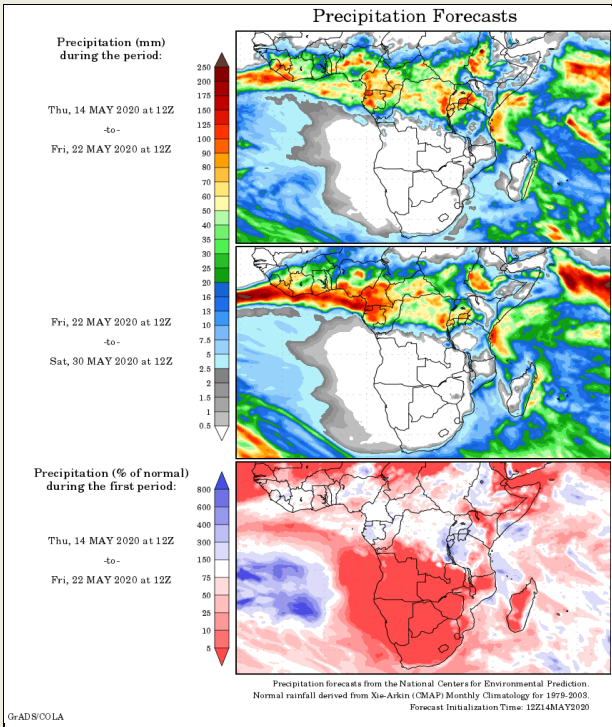 Precipitation Forecasts
Precipitation (mm)
during the period:
Thu, 14 MAY 2020 at 12Z
-to-
Fri, 22 MAY 2020 at 12Z
250
200
175
150
125
100
90
80
70
60
50
40
35
30
25
20
16
13
10
7.5
5
2.5
2
1.5
1
0.5
Fri, 22 MAY 2020 at 12Z
-to-
Sat, 30 MAY 2020 at 12Z
Precipitation (% of normal)
during the first period:
Thu, 14 MAY 2020 at 12Z
-to-
Fri, 22 MAY 2020 at 12Z
800
600
400
300
150
75
50
25
10
5
Precipitation forecasts from the National Centers for Environmental Prediction.
Normal rainfall derived from Xie-Arkin (CMAP) Monthly Climatology for 1979-2003.
Forecast Initialization Time: 12Z14MAY2020
GrADS/COLA